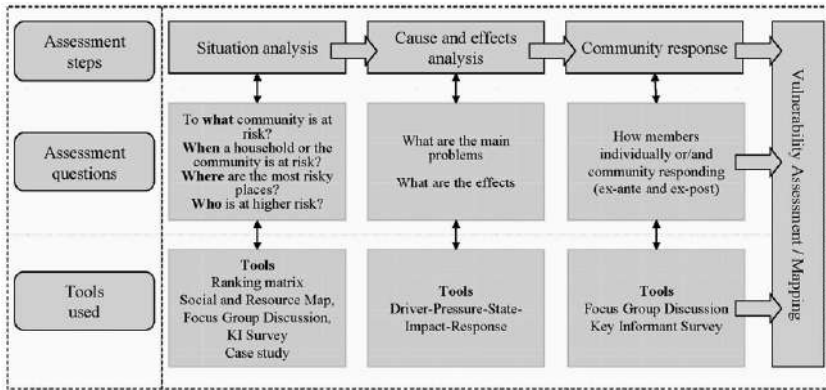 Assessment
steps
Situation analysis
Cause and effects
analysis
Community response
Assessment
questions
To what community is at
risk?
When a household or the
community is at risk?
Where are the most risky
places?
Who is at higher risk?
What are the main
problems
What are the effects
How members
individually or/and
community responding
(ex-ante and ex-post)
Tools
used
Tools
Ranking matrix
Social and Resource Map,
Focus Group Discussion,
KI Survey
Case study
Tools
Driver-Pressure-State-
Impact-Response
Tools
Focus Group Discussion
Key Informant Survey
Vulnerability Assessment / Mapping